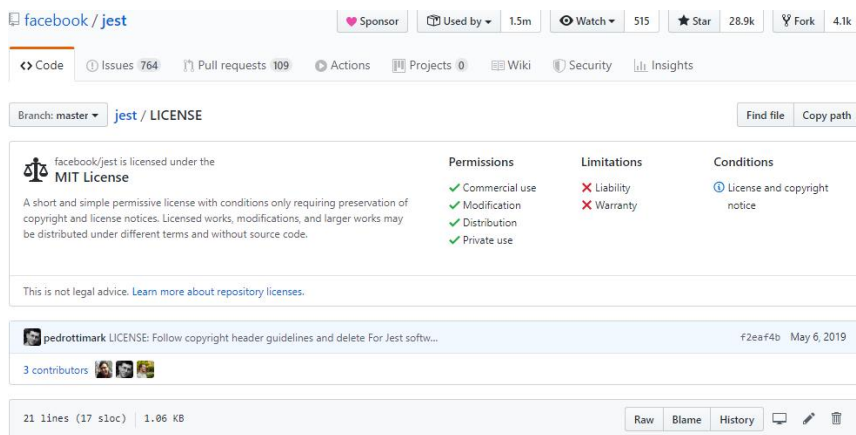 facebook / jest
Sponsor Used by 1.5m Watch 515 Star 28.9k Fork 4.1k
Code Issues 764 Pull requests 109 Actions Projects 0 Wiki Security Insights
Branch: master jest / LICENSE Find file Copy path
facebook/jest is licensed under the
MIT License
A short and simple permissive license with conditions only requiring preservation of
copyright and license notices. Licensed works, modifications, and larger works may
be distributed under different terms and without source code.
Permissions
Commercial use
Modification
Distribution
Private use
Limitations
Liability
Warranty
Conditions
License and copyright
notice
This is not legal advice. Learn more about repository licenses.
pedrottimark LICENSE: Follow copyright header guidelines and delete For Jest softw... f2eaf4b May 6, 2019
3 contributors
21 lines (17 sloc) 1.06 KB Raw Blame History